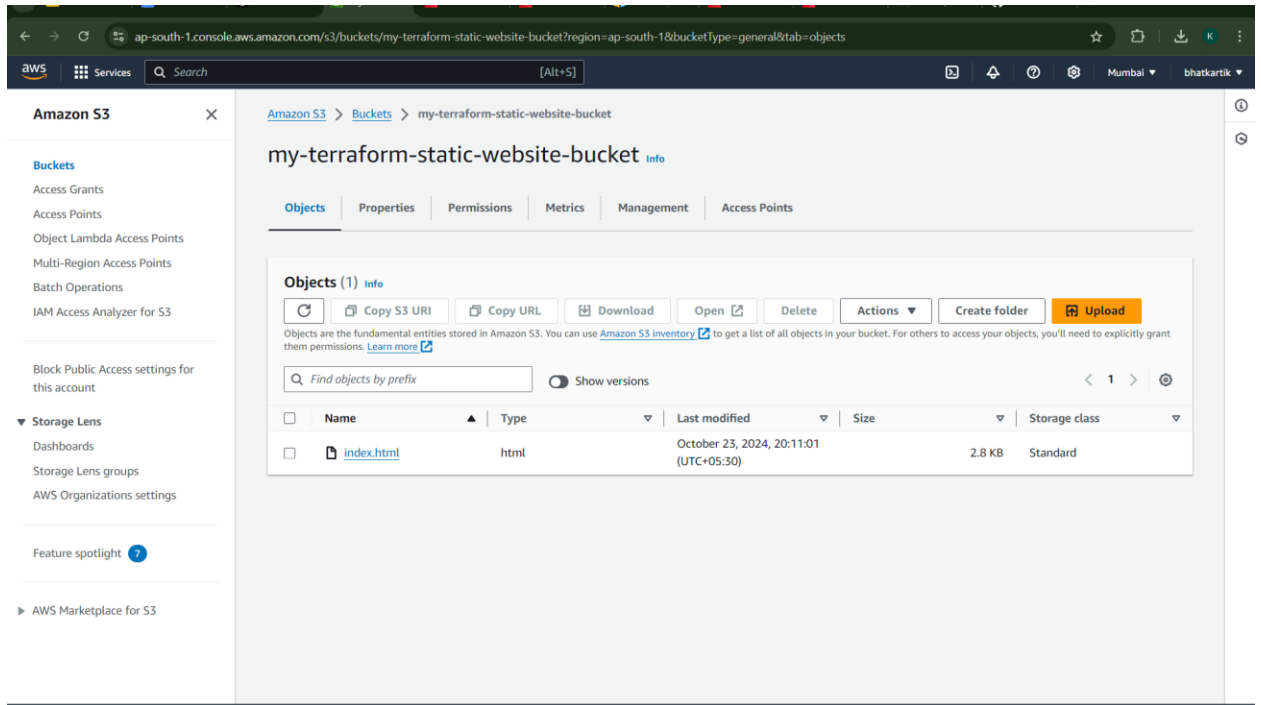 ap-south-1.console.aws.amazon.com/s3/buckets/my-terraform-static-website-bucket?region=ap-south-1&bucketType=general&tab=objects
K
aws
Services
Search
[Alt+S]
Mumbai
bhatkartik
Amazon S3
Buckets
Access Grants
Access Points
Object Lambda Access Points
Multi-Region Access Points
Batch Operations
IAM Access Analyzer for S3
Block Public Access settings for
this account
Storage Lens
Dashboards
Storage Lens groups
AWS Organizations settings
Feature spotlight 7
AWS Marketplace for S3
Amazon S3 > Buckets > my-terraform-static-website-bucket
my-terraform-static-website-bucket Info
Objects Properties Permissions Metrics Management Access Points
Objects (1) Info
Copy S3 URI Copy URL Download Open Delete Actions Create folder Upload
Objects are the fundamental entities stored in Amazon S3. You can use Amazon S3 inventory to get a list of all objects in your bucket. For others to access your objects, you'll need to explicitly grant
them permissions. Learn more
Find objects by prefix
Show versions
1
Name Type Last modified Size Storage class
index.html html October 23, 2024, 20:11:01 2.8 KB Standard
(UTC+05:30)